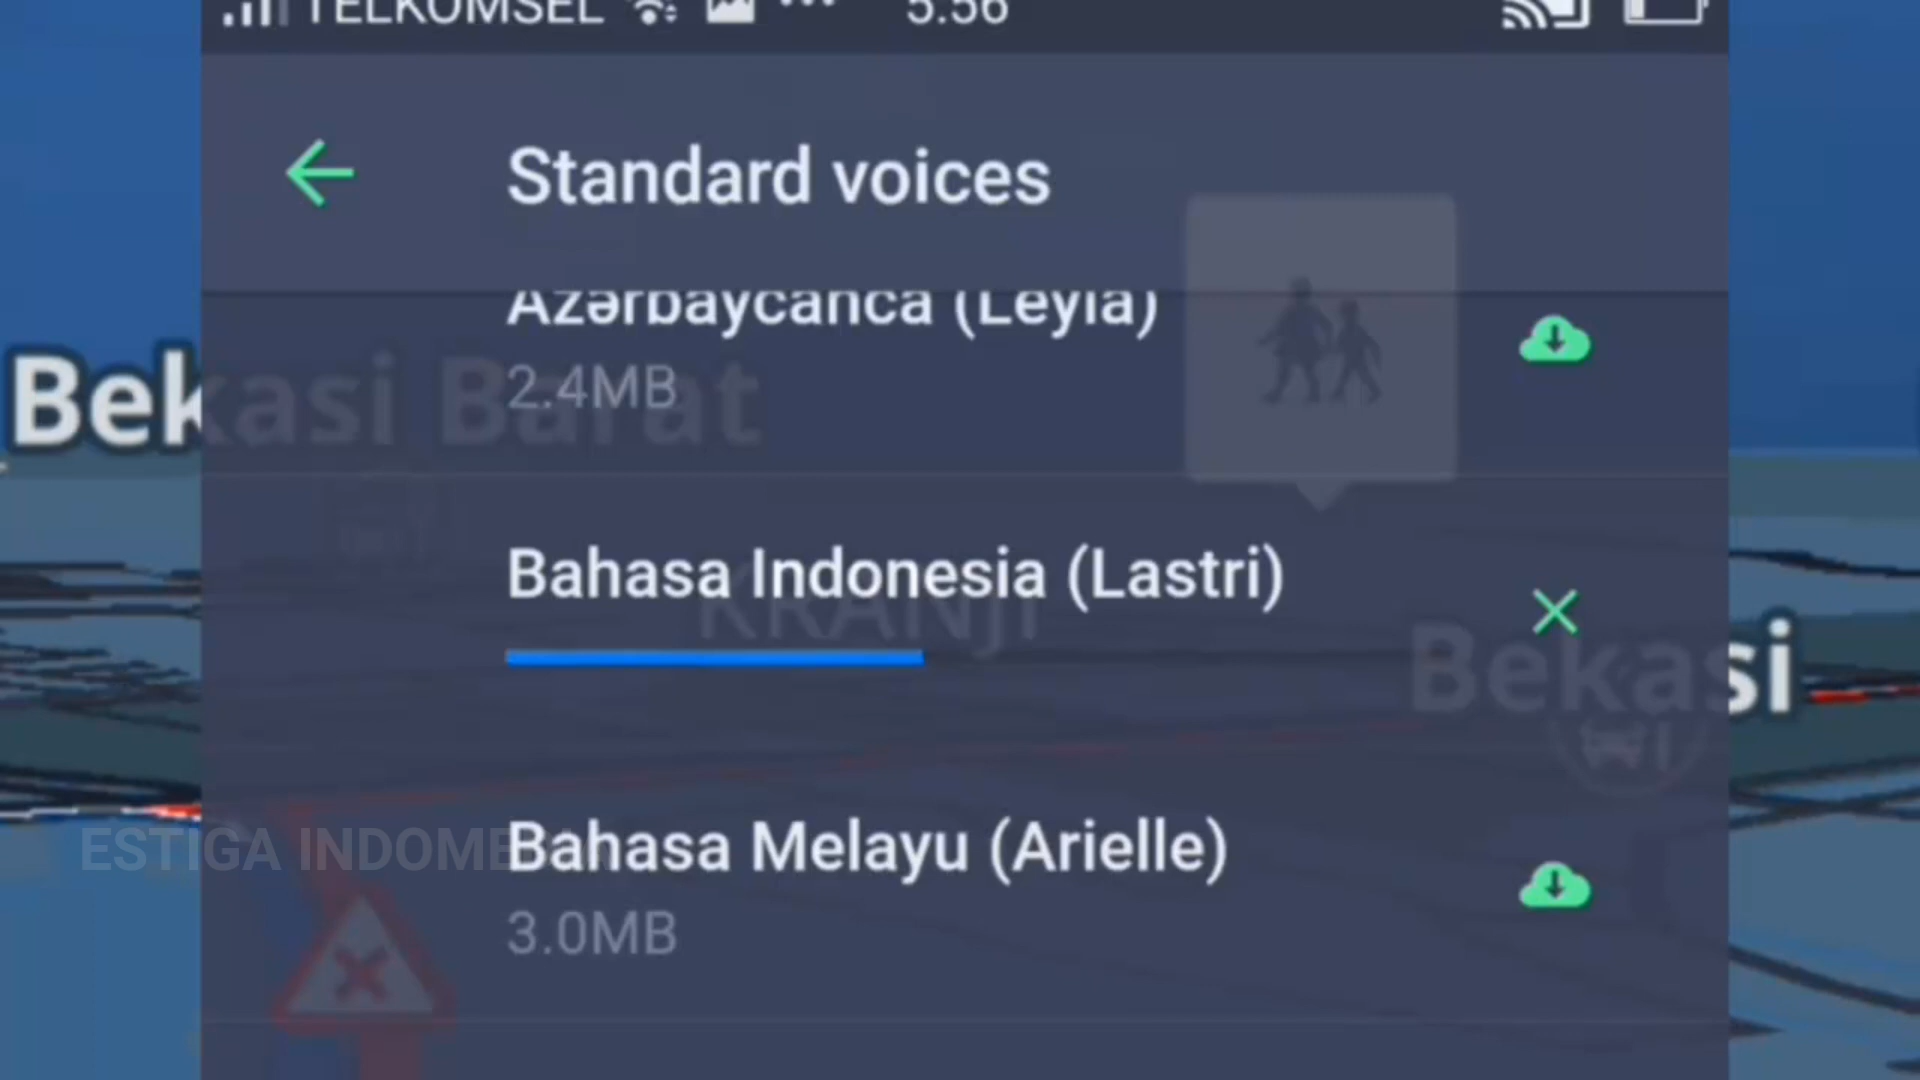 TELKOMSEL 5:56
Standard voices
Azərbaycanca (Leyla)
2.4MB
Bekasi Barat
Bahasa Indonesia (Lastri)
KRANJI
Bekasi
Bahasa Melayu (Arielle)
ESTIGA INDOME
3.0MB